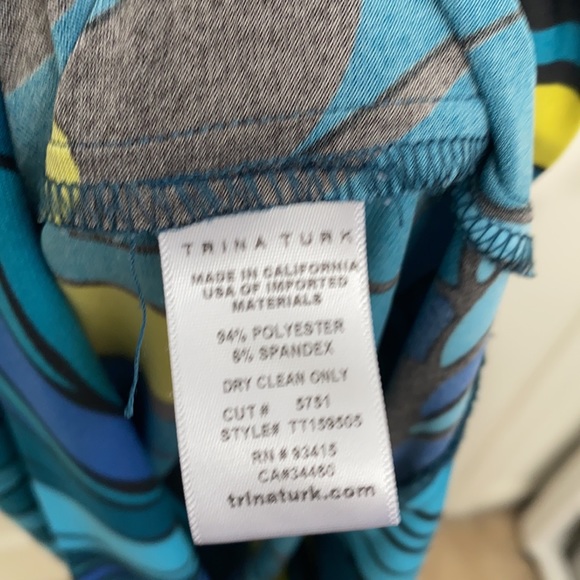 TRINA TURK
MADE IN CALIFORNIA
USA OF IMPORTED
MATERIALS
94% POLYESTER
6% SPANDEX
DRY CLEAN ONLY
CUT # 5751
STYLE# TT159505
RN # 93415
CA#34460
trinaturk.com